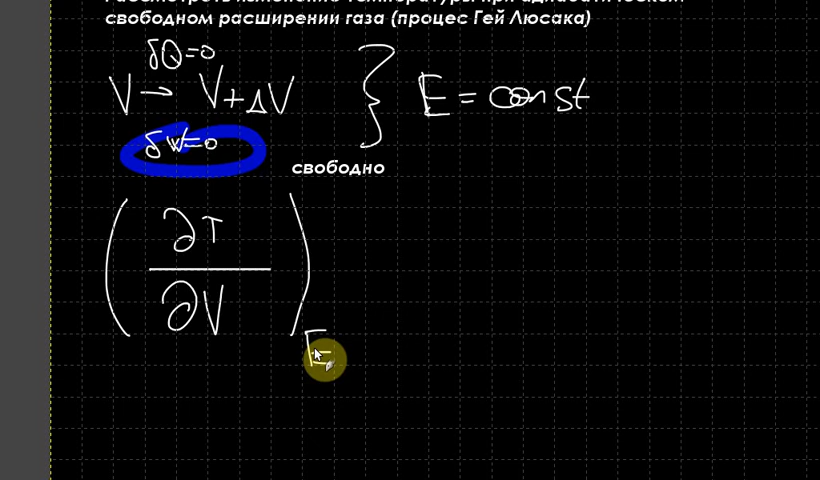 свободном расширении газа (процес Гей Люсака)
δQ=0
V → V+ΔV } E = const
δW=0
свободно
(∂T/∂V)
E